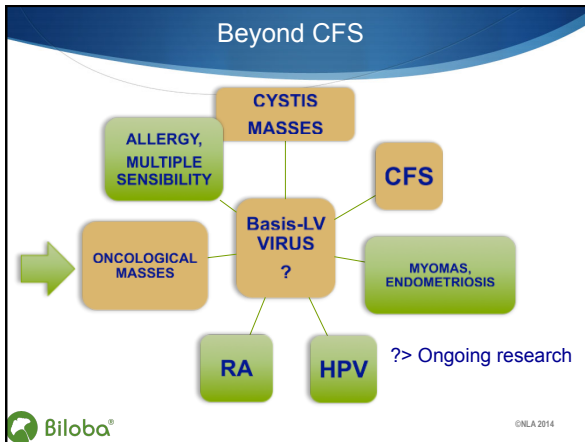 Beyond CFS
CYSTIS
MASSES
ALLERGY,
MULTIPLE
SENSIBILITY
CFS
Basis-LV
VIRUS
?
ONCOLOGICAL
MASSES
MYOMAS,
ENDOMETRIOSIS
RA
HPV
?> Ongoing research
Biloba®
©NLA 2014